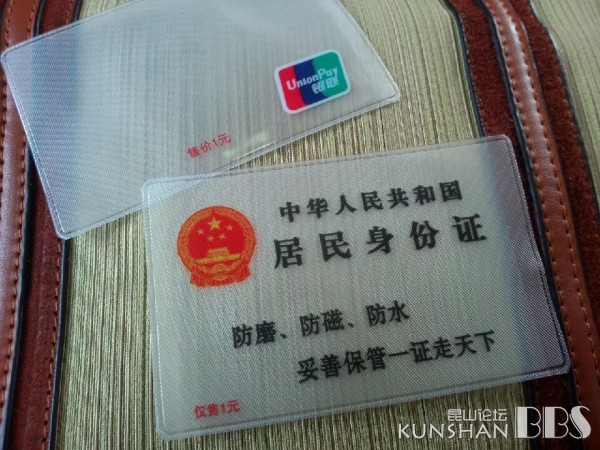 UnionPay
银联
售价1元
中华人民共和国
居民身份证
防磨、防磁、防水
妥善保管一证走天下
仅售1元
昆山论坛
KUNSHAN BBS